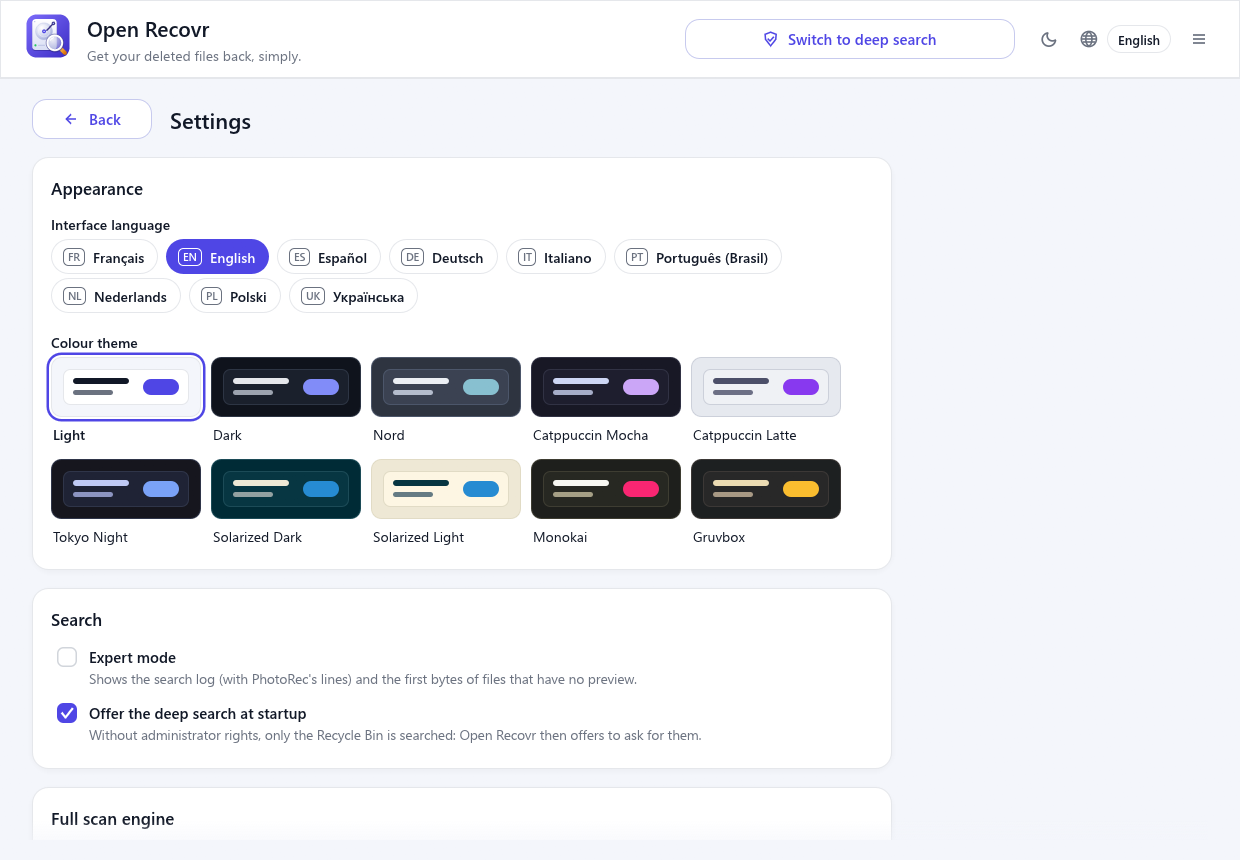 Open Recovr
Get your deleted files back, simply.
Switch to deep search
English
Back
Settings
Appearance
Interface language
FR Français
EN English
ES Español
DE Deutsch
IT Italiano
PT Português (Brasil)
NL Nederlands
PL Polski
UK Українська
Colour theme
Light
Dark
Nord
Catppuccin Mocha
Catppuccin Latte
Tokyo Night
Solarized Dark
Solarized Light
Monokai
Gruvbox
Search
Expert mode
Shows the search log (with PhotoRec's lines) and the first bytes of files that have no preview.
Offer the deep search at startup
Without administrator rights, only the Recycle Bin is searched: Open Recovr then offers to ask for them.
Full scan engine